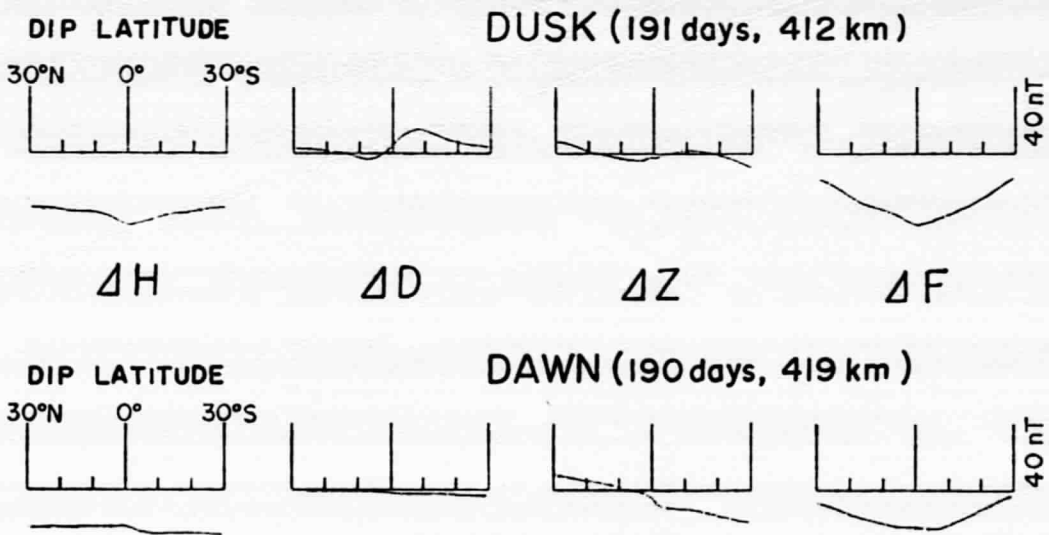 DIP LATITUDE DUSK (191 days, 412 km)
30°N 0° 30°S
40 nT
ΔH ΔD ΔZ ΔF
DIP LATITUDE DAWN (190 days, 419 km)
30°N 0° 30°S
40 nT